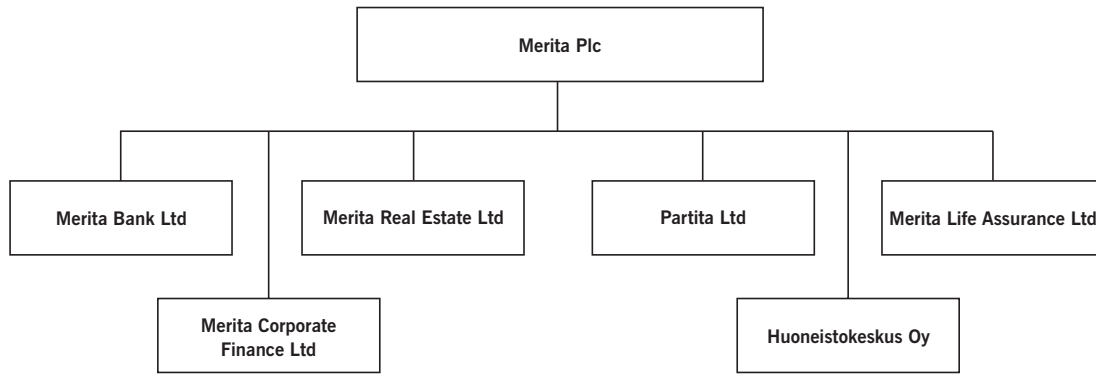 Merita Plc
Merita Bank Ltd
Merita Real Estate Ltd
Partita Ltd
Merita Life Assurance Ltd
Merita Corporate
Finance Ltd
Huoneistokeskus Oy